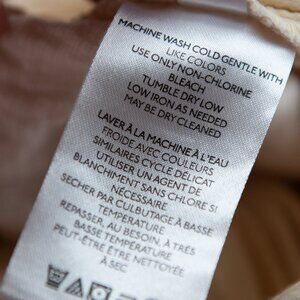 MACHINE WASH COLD GENTLE WITH
LIKE COLORS
USE ONLY NON-CHLORINE
BLEACH
TUMBLE DRY LOW
LOW IRON AS NEEDED
MAY BE DRY CLEANED
LAVER À LA MACHINE À L'EAU
FROIDE AVEC COULEURS
SIMILAIRES CYCLE DÉLICAT
UTILISER UN AGENT DE
BLANCHIMENT SANS CHLORE SI
NÉCESSAIRE
SECHER PAR CULBUTAGE À BASSE
TEMPERATURE
REPASSER, AU BESOIN, À TRÈS
BASSE TEMPÉRATURE
PEUT-ÊTRE ÊTRE NETTOYÉE
À SEC